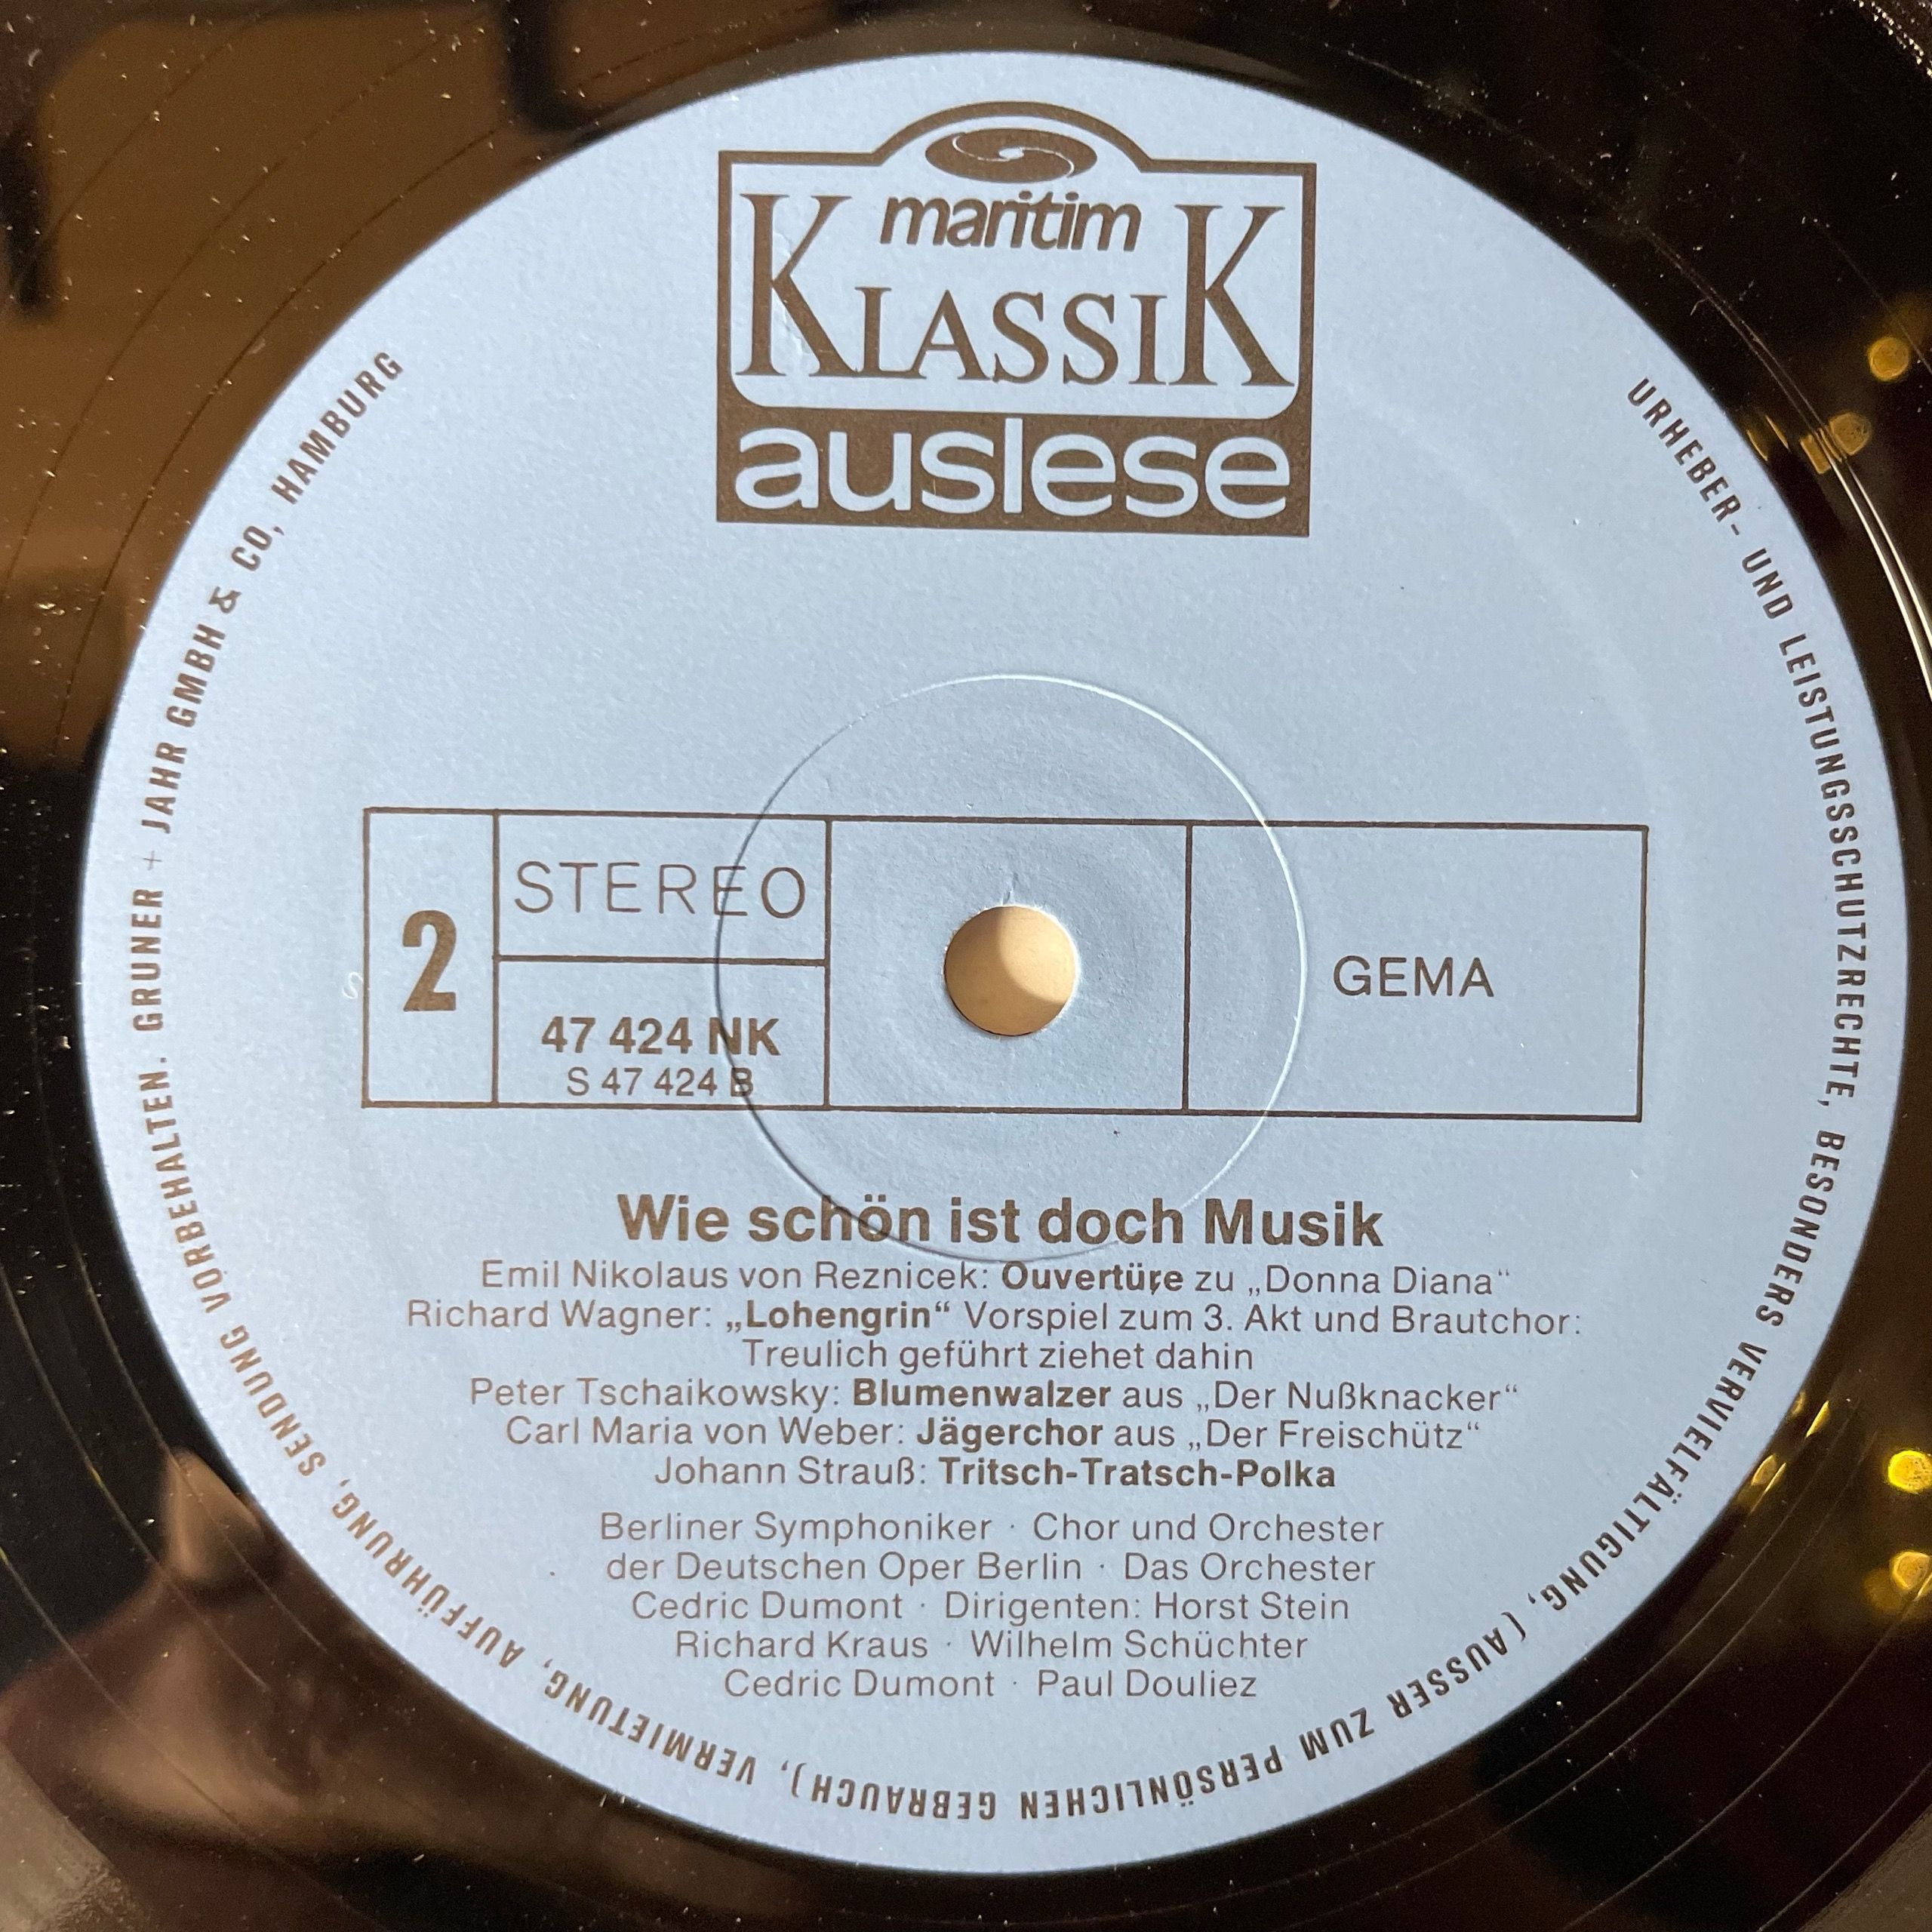 maritim
KLASSIK
auslese
URHEBER- UND LEISTUNGSSCHUTZRECHTE, BESONDERS VERVIELFÄLTIGUNG, (AUSSER ZUM PERSÖNLICHEN GEBRAUCH), VERMIETUNG, AUFFÜHRUNG, SENDUNG VORBEHALTEN. GRUNER + JAHR GMBH & CO, HAMBURG
2
STEREO
47 424 NK
S 47 424 B
GEMA
Wie schön ist doch Musik
Emil Nikolaus von Reznicek: Ouvertüre zu „Donna Diana“
Richard Wagner: „Lohengrin“ Vorspiel zum 3. Akt und Brautchor:
Treulich geführt ziehet dahin
Peter Tschaikowsky: Blumenwalzer aus „Der Nußknacker“
Carl Maria von Weber: Jägerchor aus „Der Freischütz“
Johann Strauß: Tritsch-Tratsch-Polka
Berliner Symphoniker · Chor und Orchester
der Deutschen Oper Berlin · Das Orchester
Cedric Dumont · Dirigenten: Horst Stein
Richard Kraus · Wilhelm Schüchter
Cedric Dumont · Paul Douliez